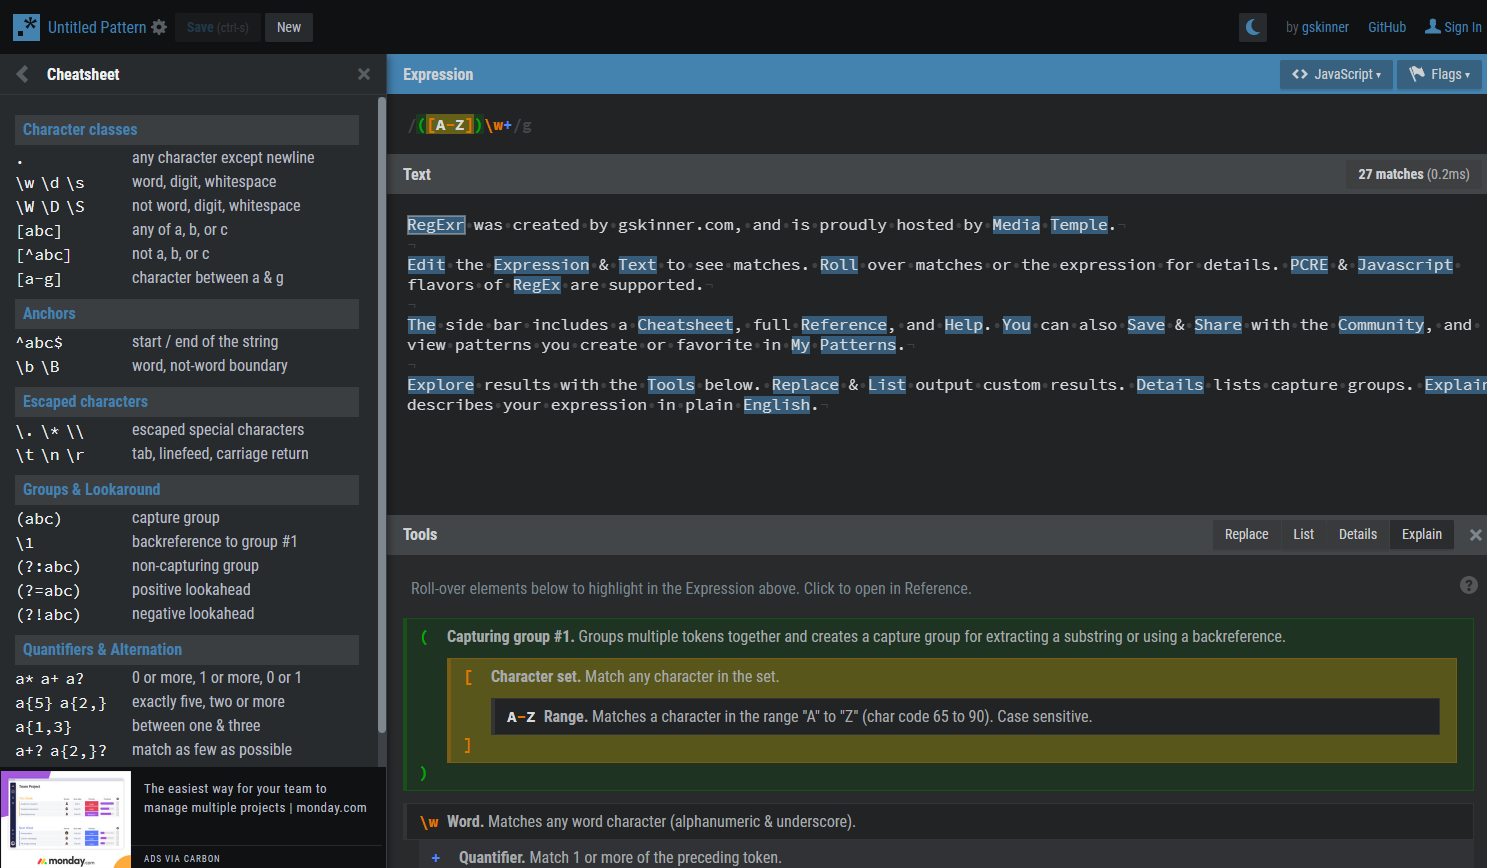 .*
Untitled Pattern
Save (ctrl-s)
New
by gskinner
GitHub
Sign In
Cheatsheet
Character classes
. any character except newline
\w \d \s word, digit, whitespace
\W \D \S not word, digit, whitespace
[abc] any of a, b, or c
[^abc] not a, b, or c
[a-g] character between a & g
Anchors
^abc$ start / end of the string
\b \B word, not-word boundary
Escaped characters
\. \* \\ escaped special characters
\t \n \r tab, linefeed, carriage return
Groups & Lookaround
(abc) capture group
\1 backreference to group #1
(?:abc) non-capturing group
(?=abc) positive lookahead
(?!abc) negative lookahead
Quantifiers & Alternation
a* a+ a? 0 or more, 1 or more, 0 or 1
a{5} a{2,} exactly five, two or more
a{1,3} between one & three
a+? a{2,}? match as few as possible
The easiest way for your team to
manage multiple projects | monday.com
Team Project
monday.com
ADS VIA CARBON
Expression
<> JavaScript
Flags
/([A-Z])\w+/g
Text
27 matches (0.2ms)
RegExr was created by gskinner.com, and is proudly hosted by Media Temple.
Edit the Expression & Text to see matches. Roll over matches or the expression for details. PCRE & Javascript
flavors of RegEx are supported.
The side bar includes a Cheatsheet, full Reference, and Help. You can also Save & Share with the Community, and
view patterns you create or favorite in My Patterns.
Explore results with the Tools below. Replace & List output custom results. Details lists capture groups. Explain
describes your expression in plain English.
Tools
Replace
List
Details
Explain
Roll-over elements below to highlight in the Expression above. Click to open in Reference.
?
( Capturing group #1. Groups multiple tokens together and creates a capture group for extracting a substring or using a backreference.
[ Character set. Match any character in the set.
A-Z Range. Matches a character in the range "A" to "Z" (char code 65 to 90). Case sensitive.
]
)
\w Word. Matches any word character (alphanumeric & underscore).
+ Quantifier. Match 1 or more of the preceding token.